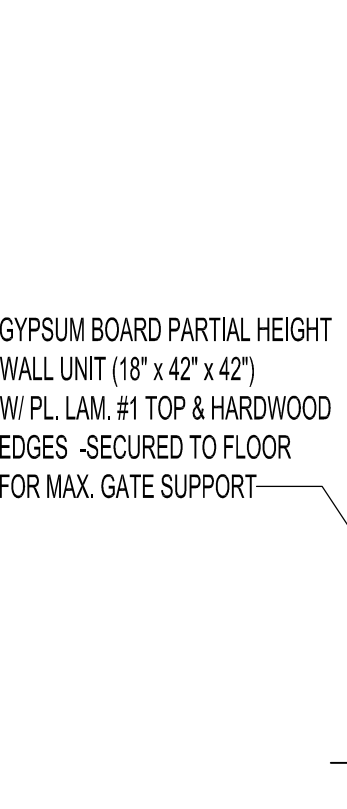 GYPSUM BOARD PARTIAL HEIGHT
WALL UNIT (18" x 42" x 42")
W/ PL. LAM. #1 TOP & HARDWOOD
EDGES -SECURED TO FLOOR
FOR MAX. GATE SUPPORT